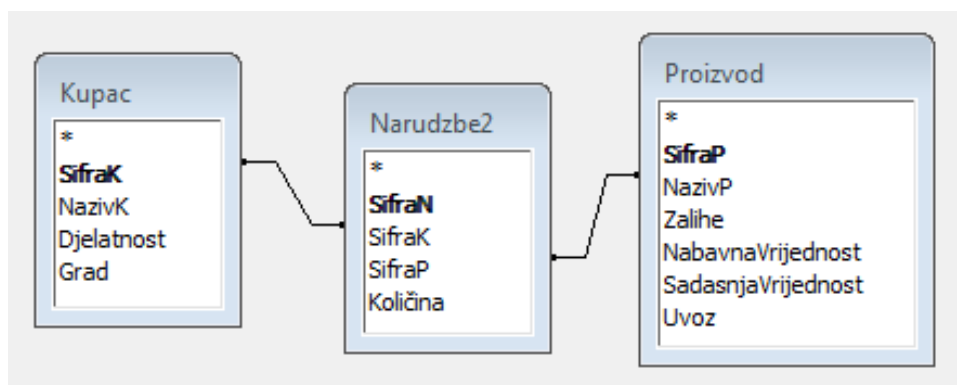 Kupac
*
SifraK
NazivK
Djelatnost
Grad
Narudzbe2
*
SifraN
SifraK
SifraP
Količina
Proizvod
*
SifraP
NazivP
Zalihe
NabavnaVrijednost
SadasnjaVrijednost
Uvoz